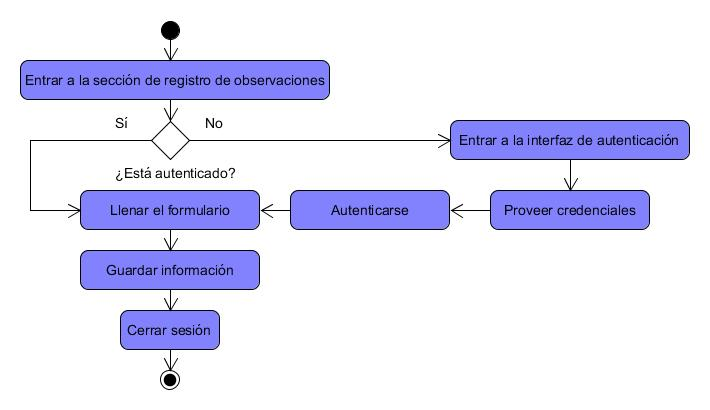 Entrar a la sección de registro de observaciones
Sí
No
Entrar a la interfaz de autenticación
¿Está autenticado?
Llenar el formulario
Autenticarse
Proveer credenciales
Guardar información
Cerrar sesión